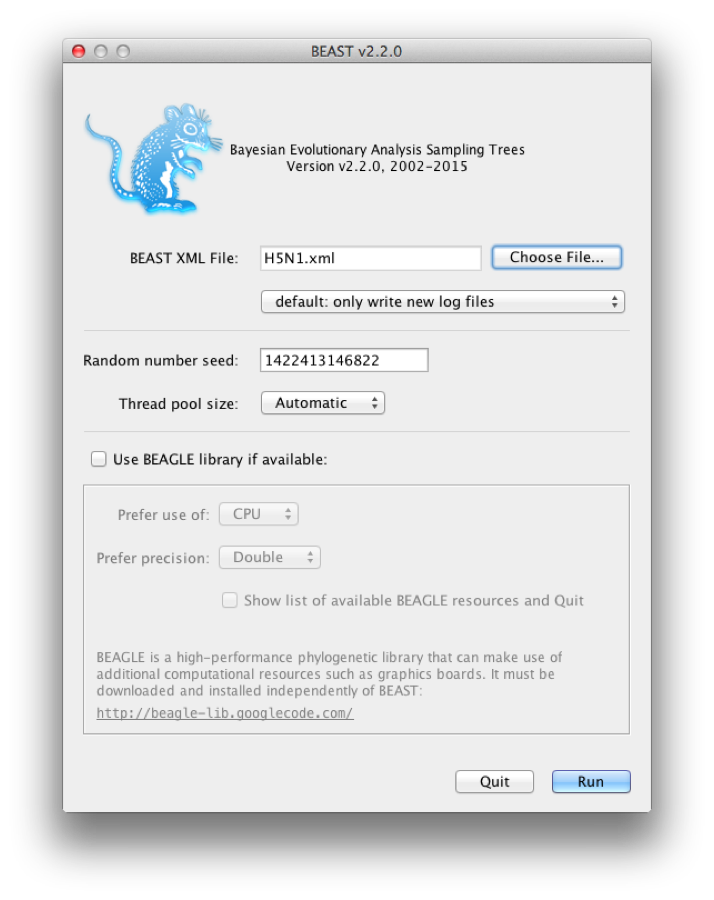 BEAST v2.2.0
Bayesian Evolutionary Analysis Sampling Trees
Version v2.2.0, 2002-2015
BEAST XML File: H5N1.xml Choose File...
default: only write new log files
Random number seed: 1422413146822
Thread pool size: Automatic
Use BEAGLE library if available:
Prefer use of: CPU
Prefer precision: Double
Show list of available BEAGLE resources and Quit
BEAGLE is a high-performance phylogenetic library that can make use of
additional computational resources such as graphics boards. It must be
downloaded and installed independently of BEAST:
http://beagle-lib.googlecode.com/
Quit Run